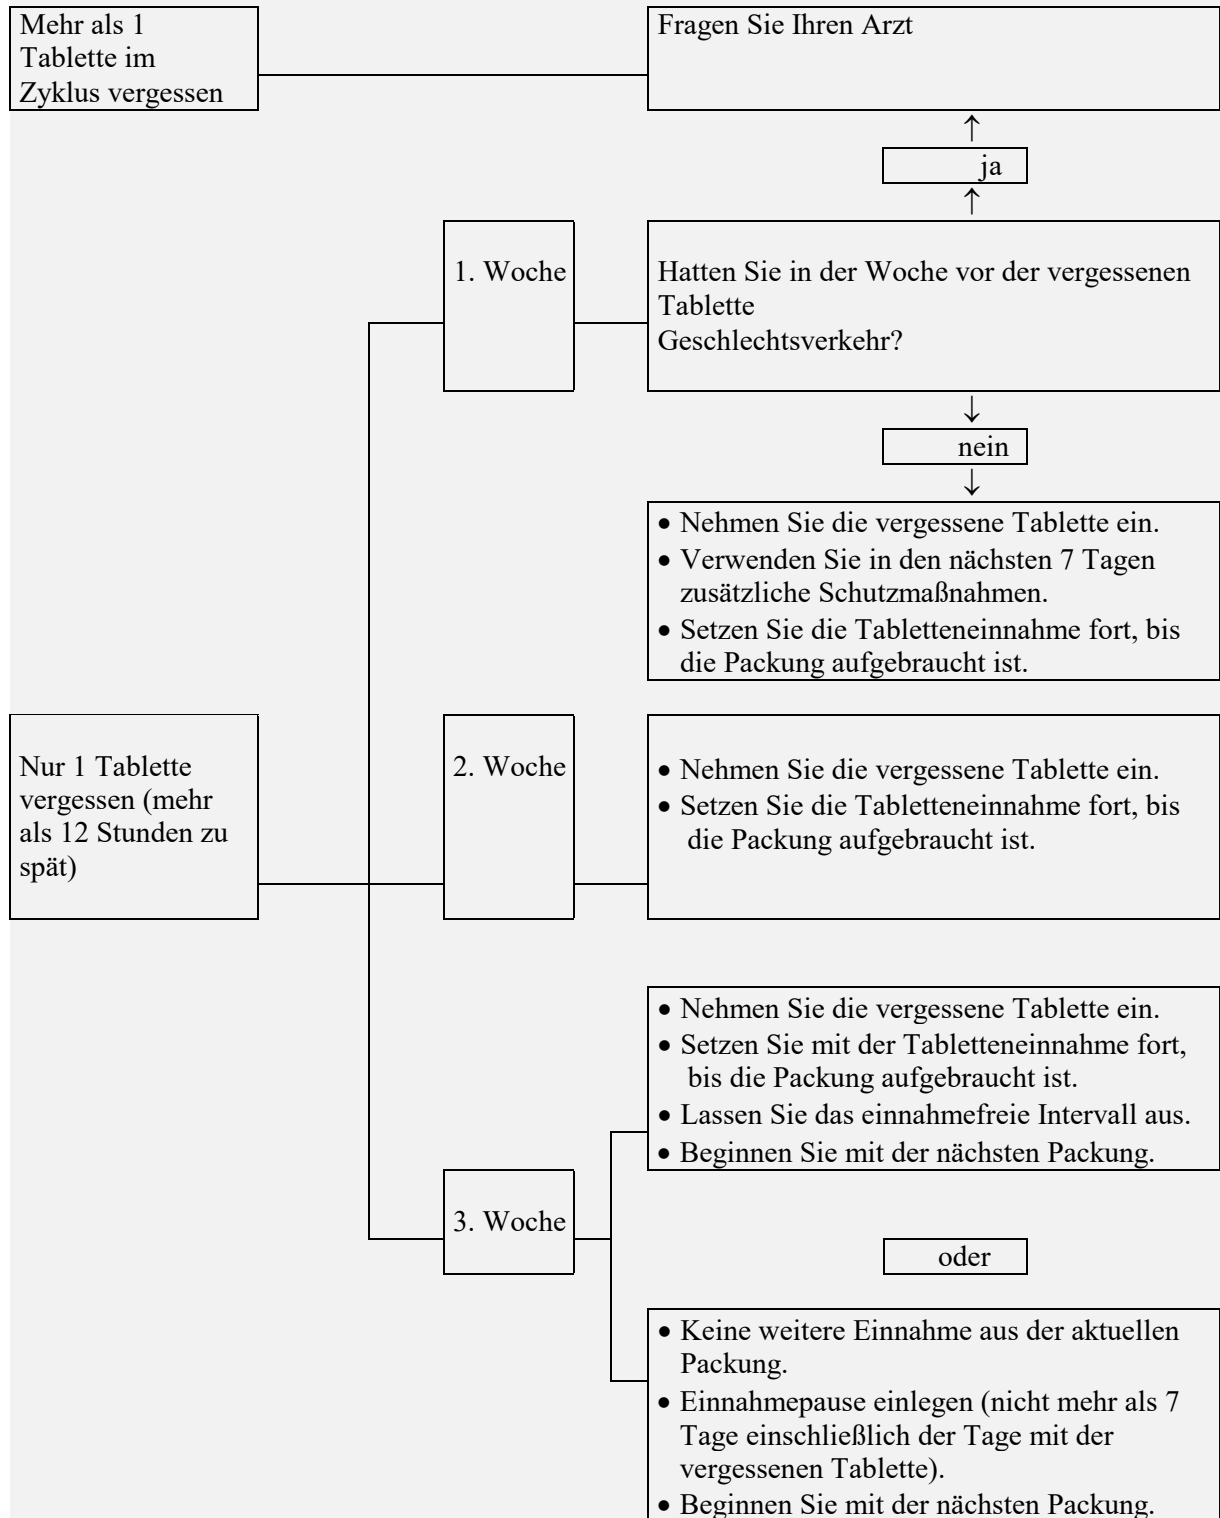 Mehr als 1
Tablette im
Zyklus vergessen
Fragen Sie Ihren Arzt
ja
1. Woche
Hatten Sie in der Woche vor der vergessenen
Tablette
Geschlechtsverkehr?
nein
• Nehmen Sie die vergessene Tablette ein.
• Verwenden Sie in den nächsten 7 Tagen
zusätzliche Schutzmaßnahmen.
• Setzen Sie die Tabletteneinnahme fort, bis
die Packung aufgebraucht ist.
Nur 1 Tablette
vergessen (mehr
als 12 Stunden zu
spät)
2. Woche
• Nehmen Sie die vergessene Tablette ein.
• Setzen Sie die Tabletteneinnahme fort, bis
die Packung aufgebraucht ist.
• Nehmen Sie die vergessene Tablette ein.
• Setzen Sie mit der Tabletteneinnahme fort,
bis die Packung aufgebraucht ist.
• Lassen Sie das einnahmefreie Intervall aus.
• Beginnen Sie mit der nächsten Packung.
3. Woche
oder
• Keine weitere Einnahme aus der aktuellen
Packung.
• Einnahmepause einlegen (nicht mehr als 7
Tage einschließlich der Tage mit der
vergessenen Tablette).
• Beginnen Sie mit der nächsten Packung.